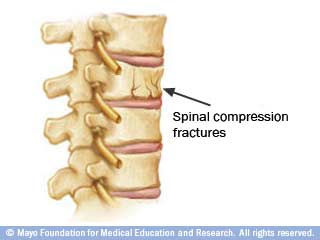 Spinal compression
fractures
© Mayo Foundation for Medical Education and Research. All rights reserved.